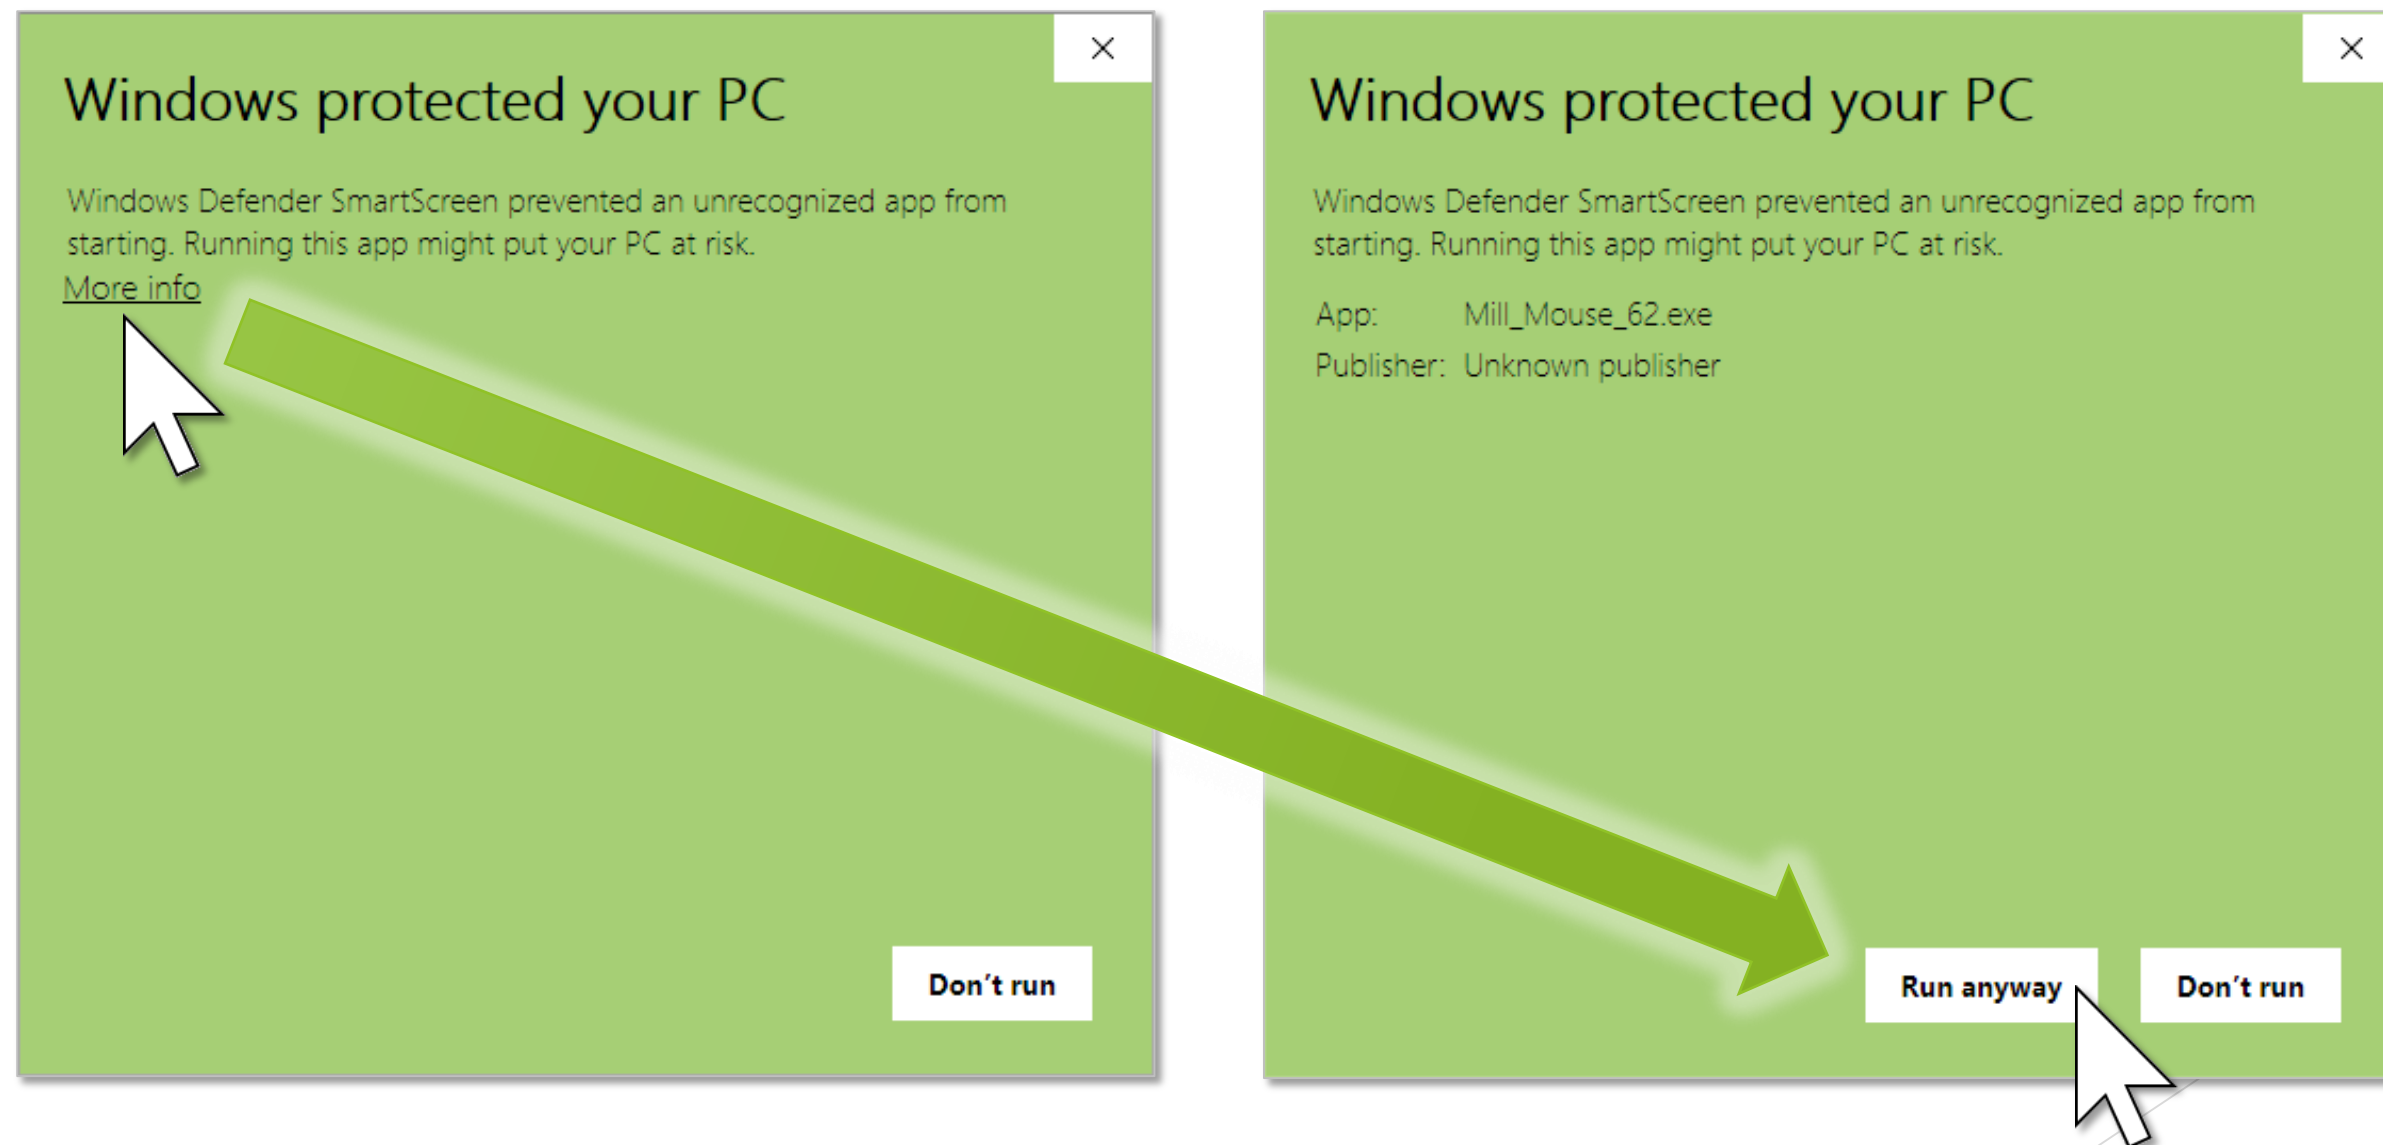 Windows protected your PC
Windows Defender SmartScreen prevented an unrecognized app from
starting. Running this app might put your PC at risk.
More info
Don't run
Windows protected your PC
Windows Defender SmartScreen prevented an unrecognized app from
starting. Running this app might put your PC at risk.
App: Mill_Mouse_62.exe
Publisher: Unknown publisher
Run anyway Don't run